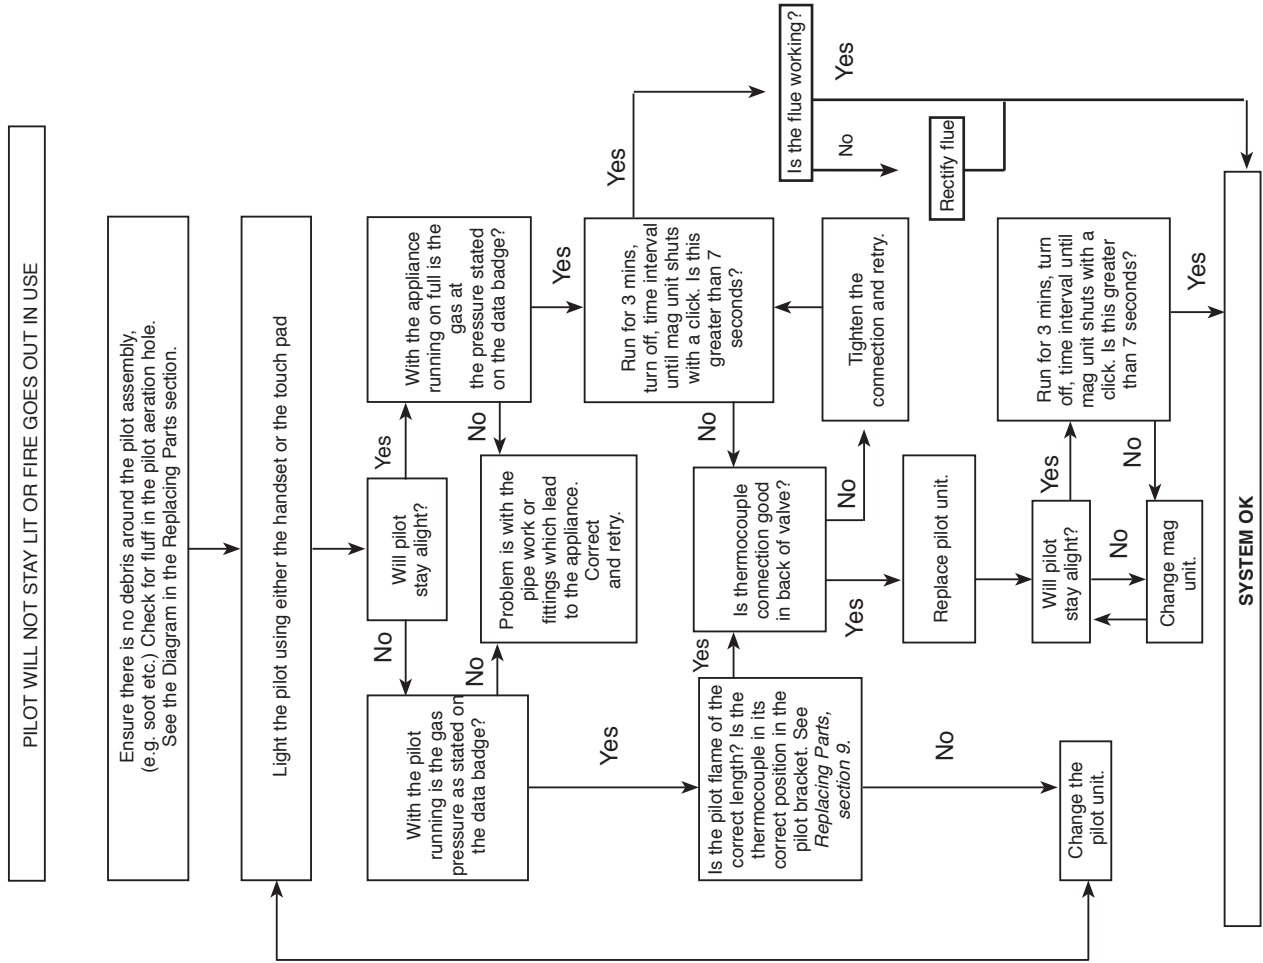 PILOT WILL NOT STAY LIT OR FIRE GOES OUT IN USE
Ensure there is no debris around the pilot assembly,
(e.g. soot etc.) Check for fluff in the pilot aeration hole.
See the Diagram in the Replacing Parts section.
Light the pilot using either the handset or the touch pad
Will pilot
stay alight?
No
Yes
With the pilot
running is the gas
pressure as stated on
the data badge?
No
Yes
With the appliance
running on full is the
gas at
the pressure stated
on the data badge?
No
Yes
Problem is with the
pipe work or
fittings which lead
to the appliance.
Correct
and retry.
Run for 3 mins,
turn off, time interval
until mag unit shuts
with a click. Is this
greater than 7
seconds?
No
Yes
Is the flue working?
No
Yes
Rectify flue
Is the pilot flame of the
correct length? Is the
thermocouple in its
correct position in the
pilot bracket. See
Replacing Parts,
section 9.
Yes
No
Is thermocouple
connection good
in back of valve?
Yes
No
Tighten the
connection and retry.
Replace pilot unit.
Will pilot
stay alight?
Yes
No
Change mag
unit.
Run for 3 mins, turn
off, time interval until
mag unit shuts with a
click. Is this greater
than 7 seconds?
No
Yes
Change the
pilot unit.
SYSTEM OK